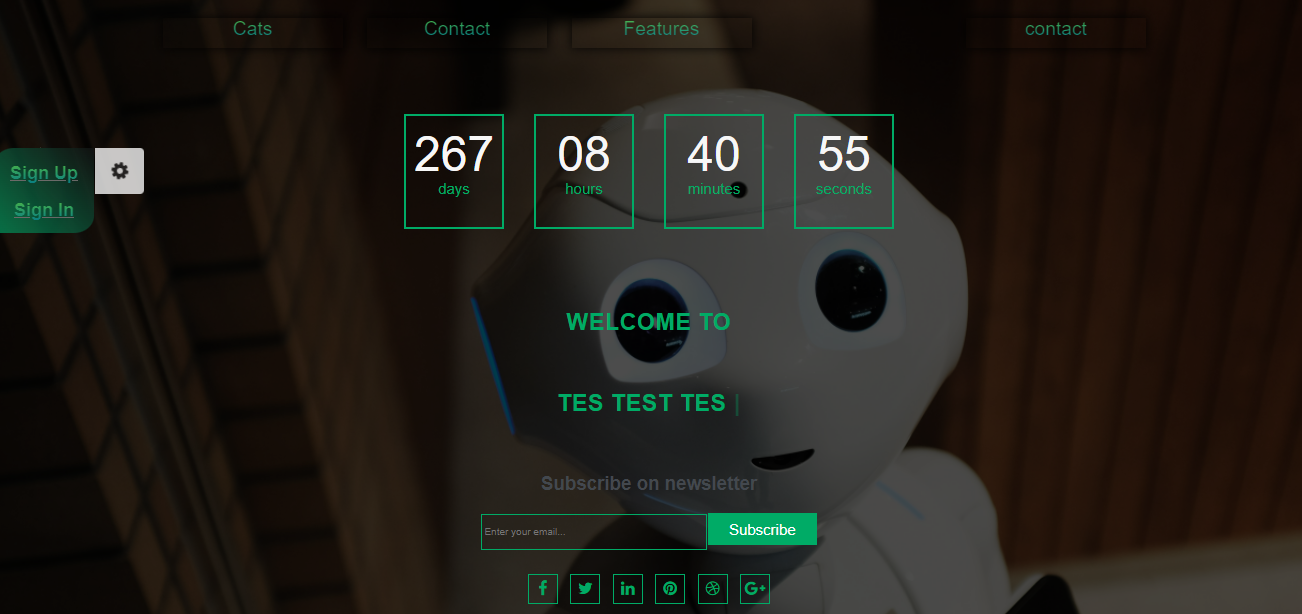 Cats Contact Features contact
267 08 40 55
days hours minutes seconds
Sign Up
Sign In
WELCOME TO
TES TEST TES |
Subscribe on newsletter
Enter your email... Subscribe